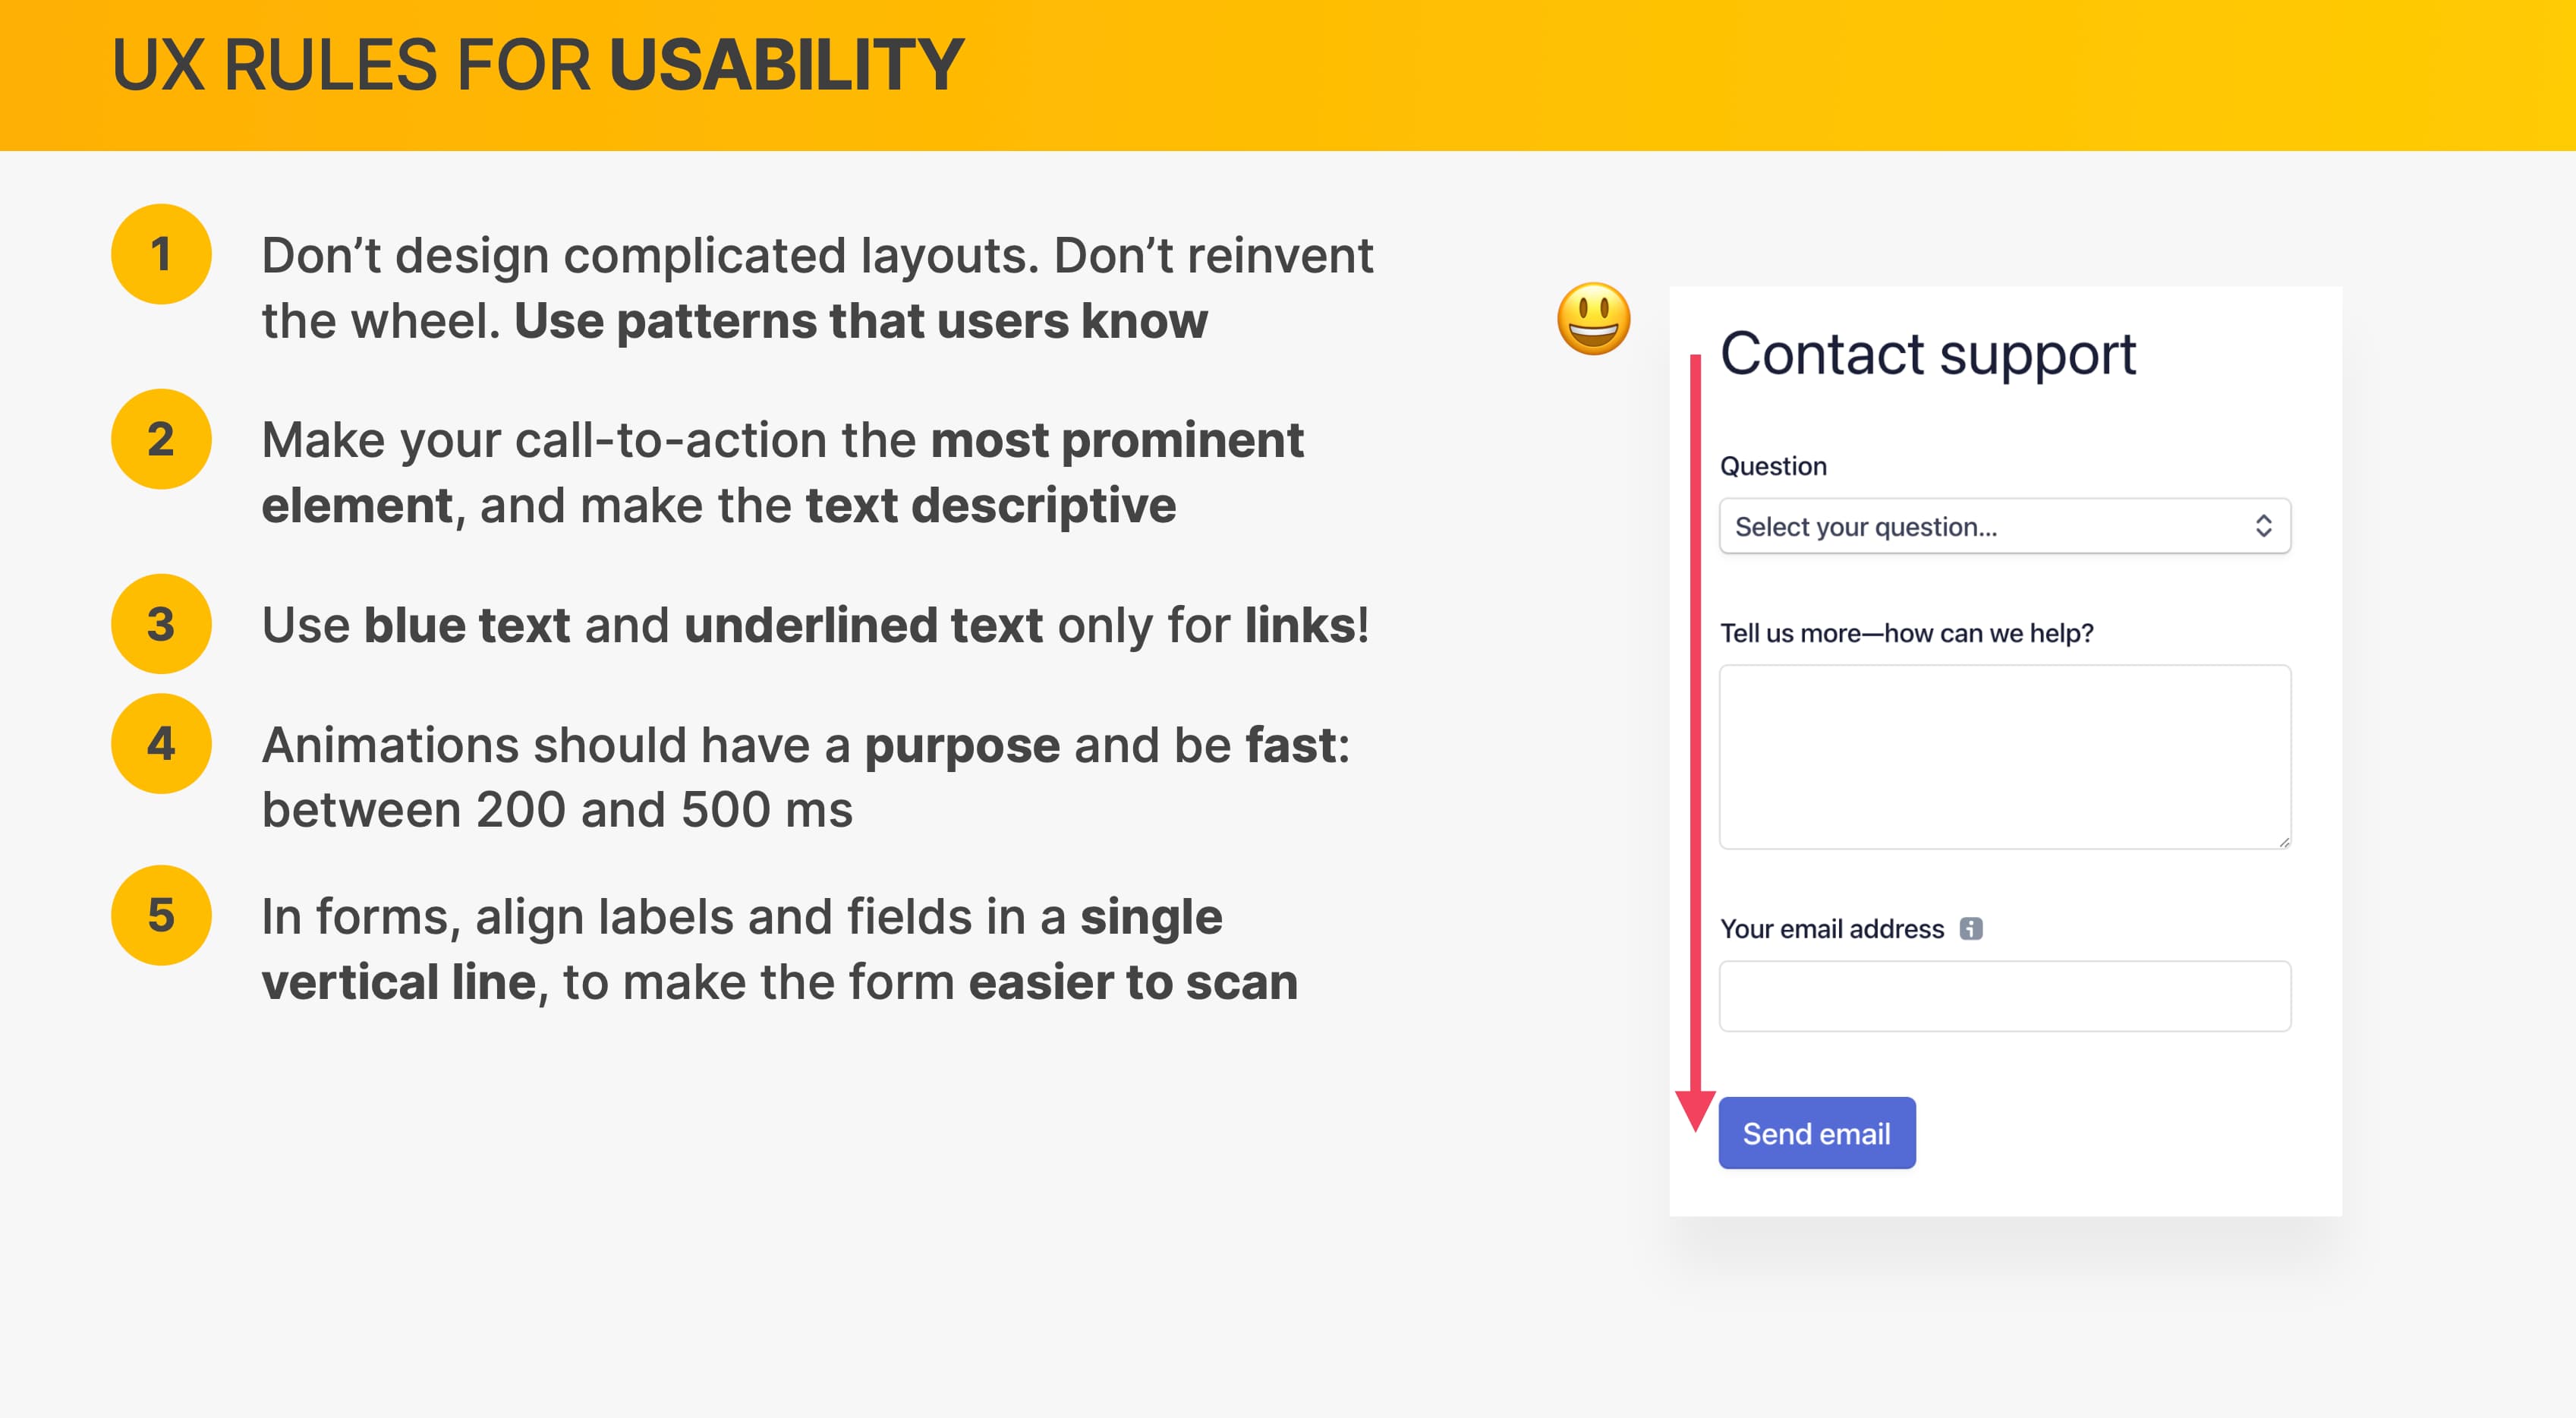 UX RULES FOR USABILITY
1
Don’t design complicated layouts. Don’t reinvent
the wheel. Use patterns that users know
2
Make your call-to-action the most prominent
element, and make the text descriptive
3
Use blue text and underlined text only for links!
4
Animations should have a purpose and be fast:
between 200 and 500 ms
5
In forms, align labels and fields in a single
vertical line, to make the form easier to scan
Contact support
Question
Select your question...
Tell us more—how can we help?
Your email address i
Send email